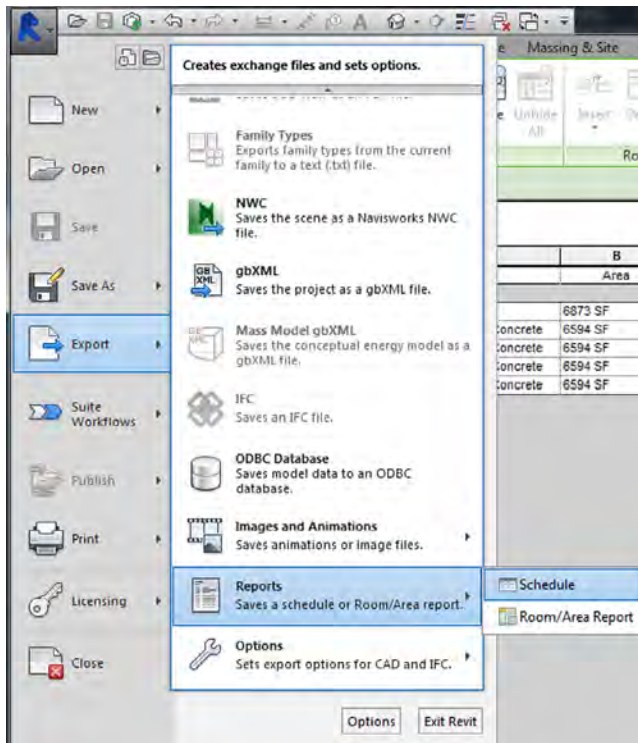 e Massing & Site
Creates exchange files and sets options.
New
Open
Save
Save As
Export
Suite
Workflows
Publish
Print
Licensing
Close
Family Types
Exports family types from the current
family to a text (.txt) file.
NWC
Saves the scene as a Navisworks NWC
file.
gbXML
Saves the project as a gbXML file.
Mass Model gbXML
Saves the conceptual energy model as a
gbXML file.
IFC
Saves an IFC file.
ODBC Database
Saves model data to an ODBC
database.
Images and Animations
Saves animations or image files.
Reports
Saves a schedule or Room/Area report.
Options
Sets export options for CAD and IFC.
Schedule
Room/Area Report
Options
Exit Revit
Unhide
All
Insert
Ro
B
Area
6873 SF
Concrete 6594 SF
Concrete 6594 SF
Concrete 6594 SF
Concrete 6594 SF